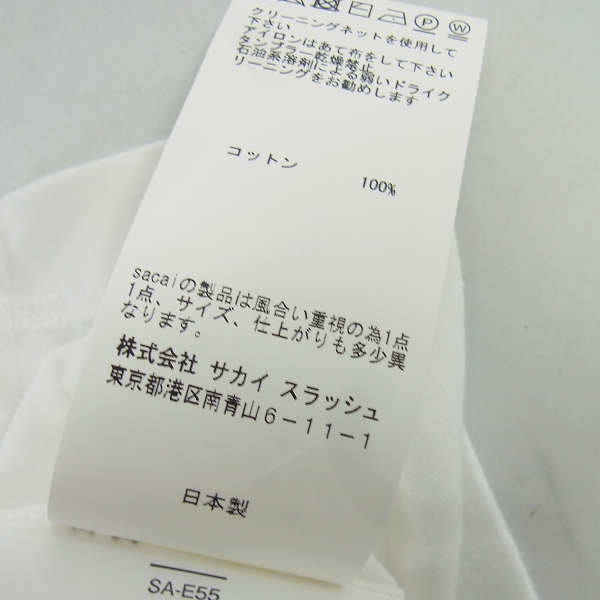 クリーニングネットを使用して
下さい
アイロンはあて布をして下さい
タンブラー乾燥禁止
石油系溶剤による弱いドライク
リーニングをお勧めします
コットン
100%
sacaiの製品は風合い重視の為1点
1点、サイズ、仕上がりも多少異
なります。
株式会社 サカイ スラッシュ
東京都港区南青山6-11-1
日本製
SA-E55